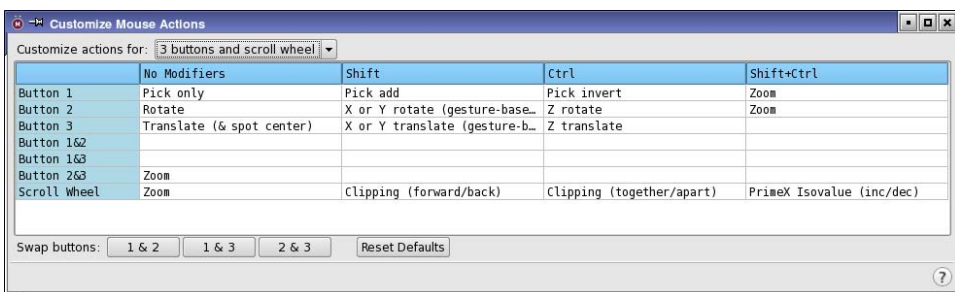 Customize Mouse Actions
Customize actions for: 3 buttons and scroll wheel
No Modifiers Shift Ctrl Shift+Ctrl
Button 1 Pick only Pick add Pick invert Zoom
Button 2 Rotate X or Y rotate (gesture-base… Z rotate Zoom
Button 3 Translate (& spot center) X or Y translate (gesture-b… Z translate
Button 1&2
Button 1&3
Button 2&3 Zoom
Scroll Wheel Zoom Clipping (forward/back) Clipping (together/apart) PrimeX Isovalue (inc/dec)
Swap buttons: 1 & 2 1 & 3 2 & 3 Reset Defaults
?